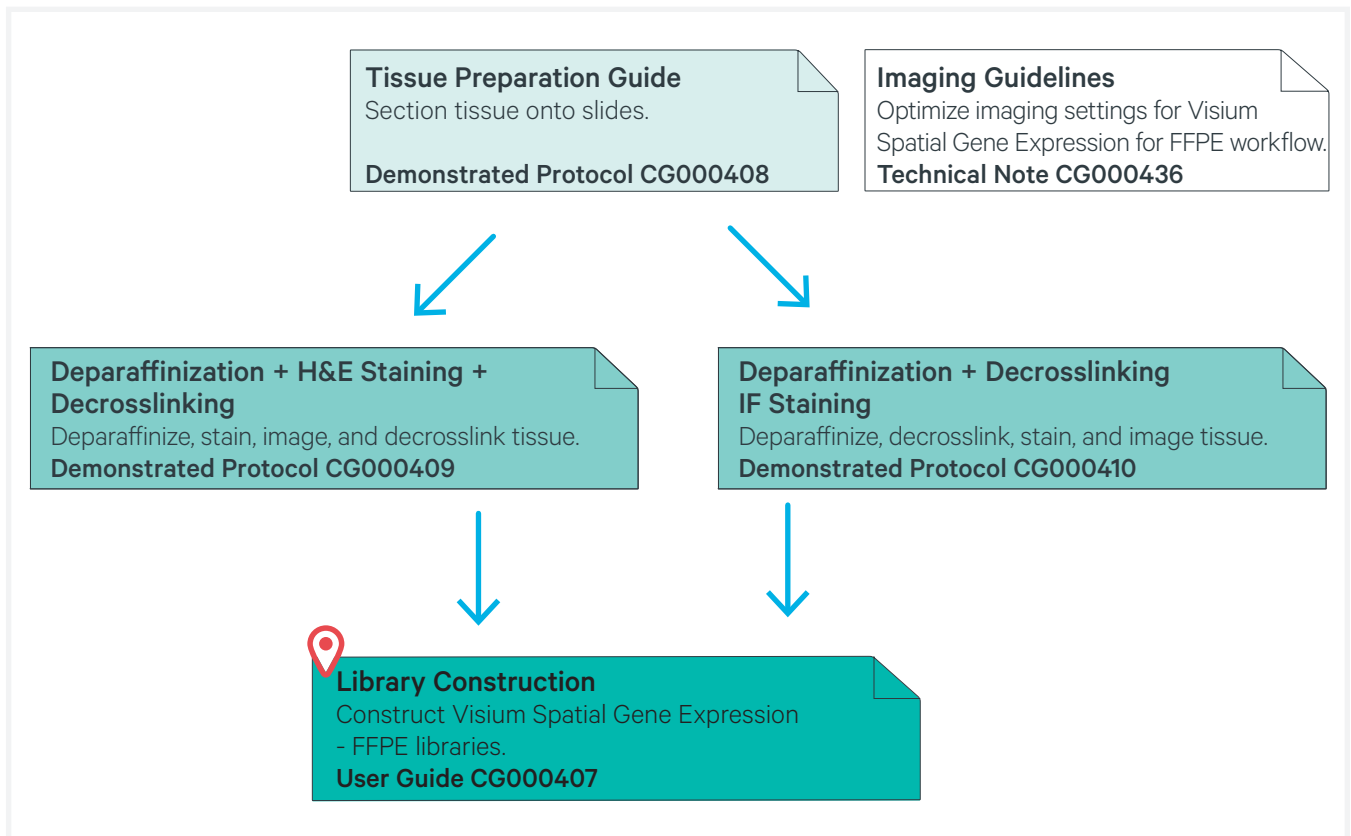 Tissue Preparation Guide
Section tissue onto slides.
Demonstrated Protocol CG000408
Imaging Guidelines
Optimize imaging settings for Visium
Spatial Gene Expression for FFPE workflow.
Technical Note CG000436
Deparaffinization + H&E Staining +
Decrosslinking
Deparaffinize, stain, image, and decrosslink tissue.
Demonstrated Protocol CG000409
Deparaffinization + Decrosslinking
IF Staining
Deparaffinize, decrosslink, stain, and image tissue.
Demonstrated Protocol CG000410
Library Construction
Construct Visium Spatial Gene Expression
- FFPE libraries.
User Guide CG000407